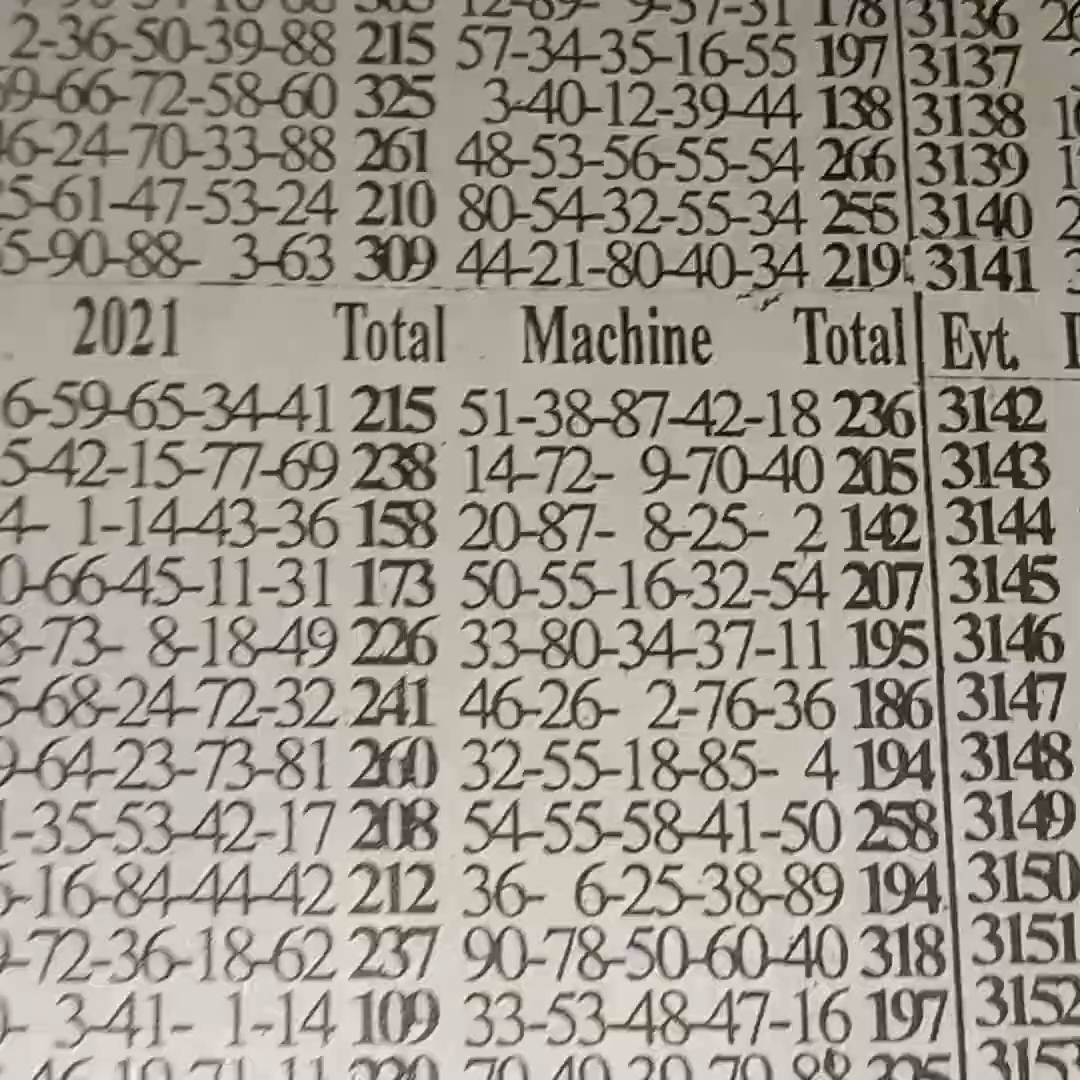 2-36-50-39-88 215 57-34-35-16-55 197 3137
9-66-72-58-60 325 3-40-12-39-44 138 3138
6-24-70-33-88 261 48-53-56-55-54 266 3139
5-61-47-53-24 210 80-54-32-55-34 255 3140
5-90-88- 3-63 309 44-21-80-40-34 219 3141
2021 Total Machine Total Evt.
6-59-65-34-41 215 51-38-87-42-18 236 3142
5-42-15-77-69 238 14-72- 9-70-40 205 3143
4- 1-14-43-36 158 20-87- 8-25- 2 142 3144
0-66-45-11-31 173 50-55-16-32-54 207 3145
8-73- 8-18-49 226 33-80-34-37-11 195 3146
5-68-24-72-32 241 46-26- 2-76-36 186 3147
9-64-23-73-81 260 32-55-18-85- 4 194 3148
-35-53-42-17 208 54-55-58-41-50 258 3149
-16-84-44-42 212 36- 6-25-38-89 194 3150
-72-36-18-62 237 90-78-50-60-40 318 3151
- 3-41- 1-14 109 33-53-48-47-16 197 3152